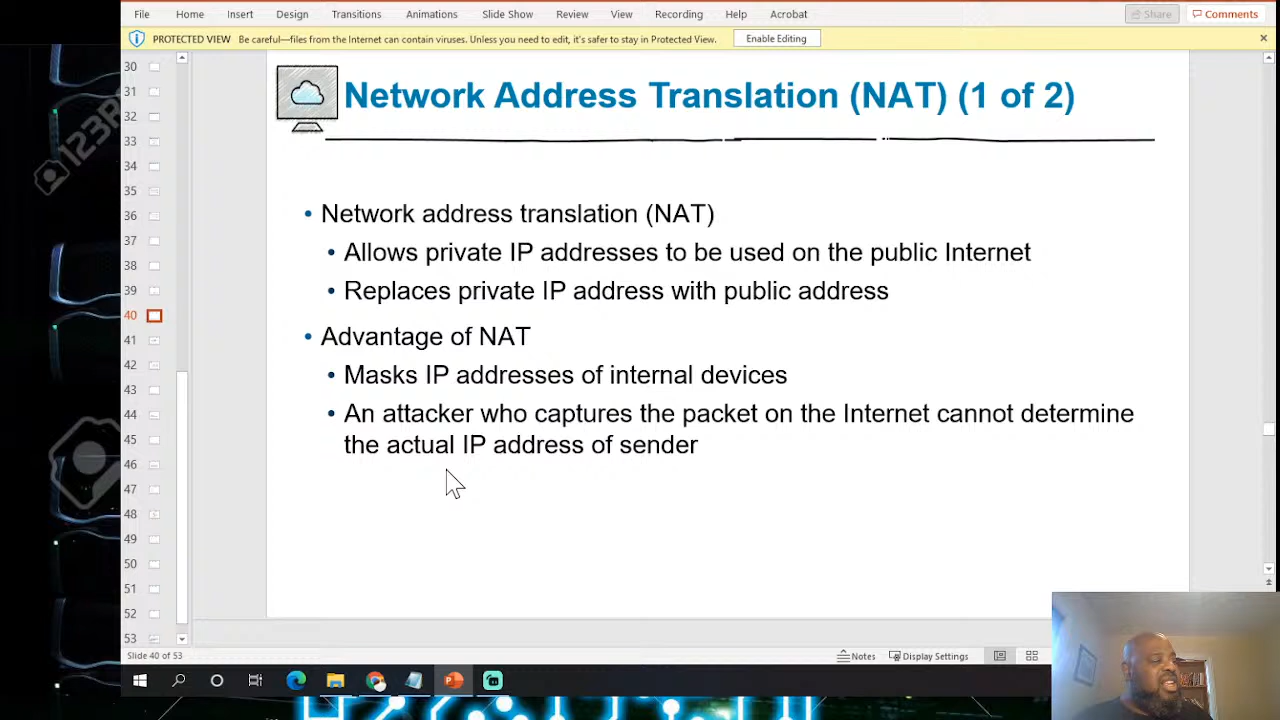 File Home Insert Design Transitions Animations Slide Show Review View Recording Help Acrobat Share Comments
PROTECTED VIEW Be careful—files from the Internet can contain viruses. Unless you need to edit, it's safer to stay in Protected View. Enable Editing
30
31
32
33
34
35
36
37
38
39
40
41
42
43
44
45
46
47
48
49
50
51
52
53
Network Address Translation (NAT) (1 of 2)
• Network address translation (NAT)
• Allows private IP addresses to be used on the public Internet
• Replaces private IP address with public address
• Advantage of NAT
• Masks IP addresses of internal devices
• An attacker who captures the packet on the Internet cannot determine
the actual IP address of sender
Slide 40 of 53 Notes Display Settings